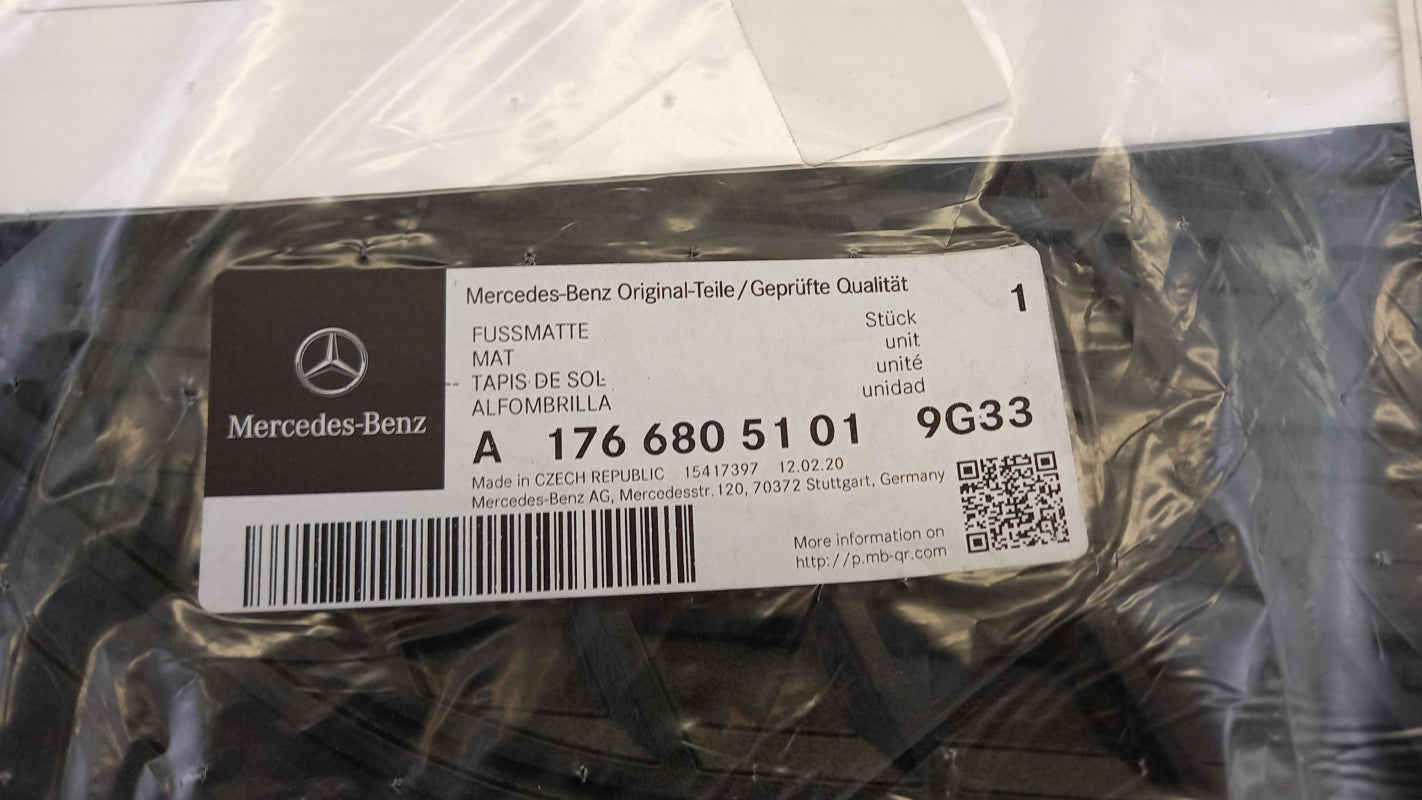 Mercedes-Benz
Mercedes-Benz Original-Teile/Geprüfte Qualität
1
FUSSMATTE
MAT
TAPIS DE SOL
ALFOMBRILLA
Stück
unit
unité
unidad
A 176 680 51 01 9G33
Made in CZECH REPUBLIC 15417397 12.02.20
Mercedes-Benz AG, Mercedesstr. 120, 70372 Stuttgart, Germany
More information on
http://p.mb-qr.com